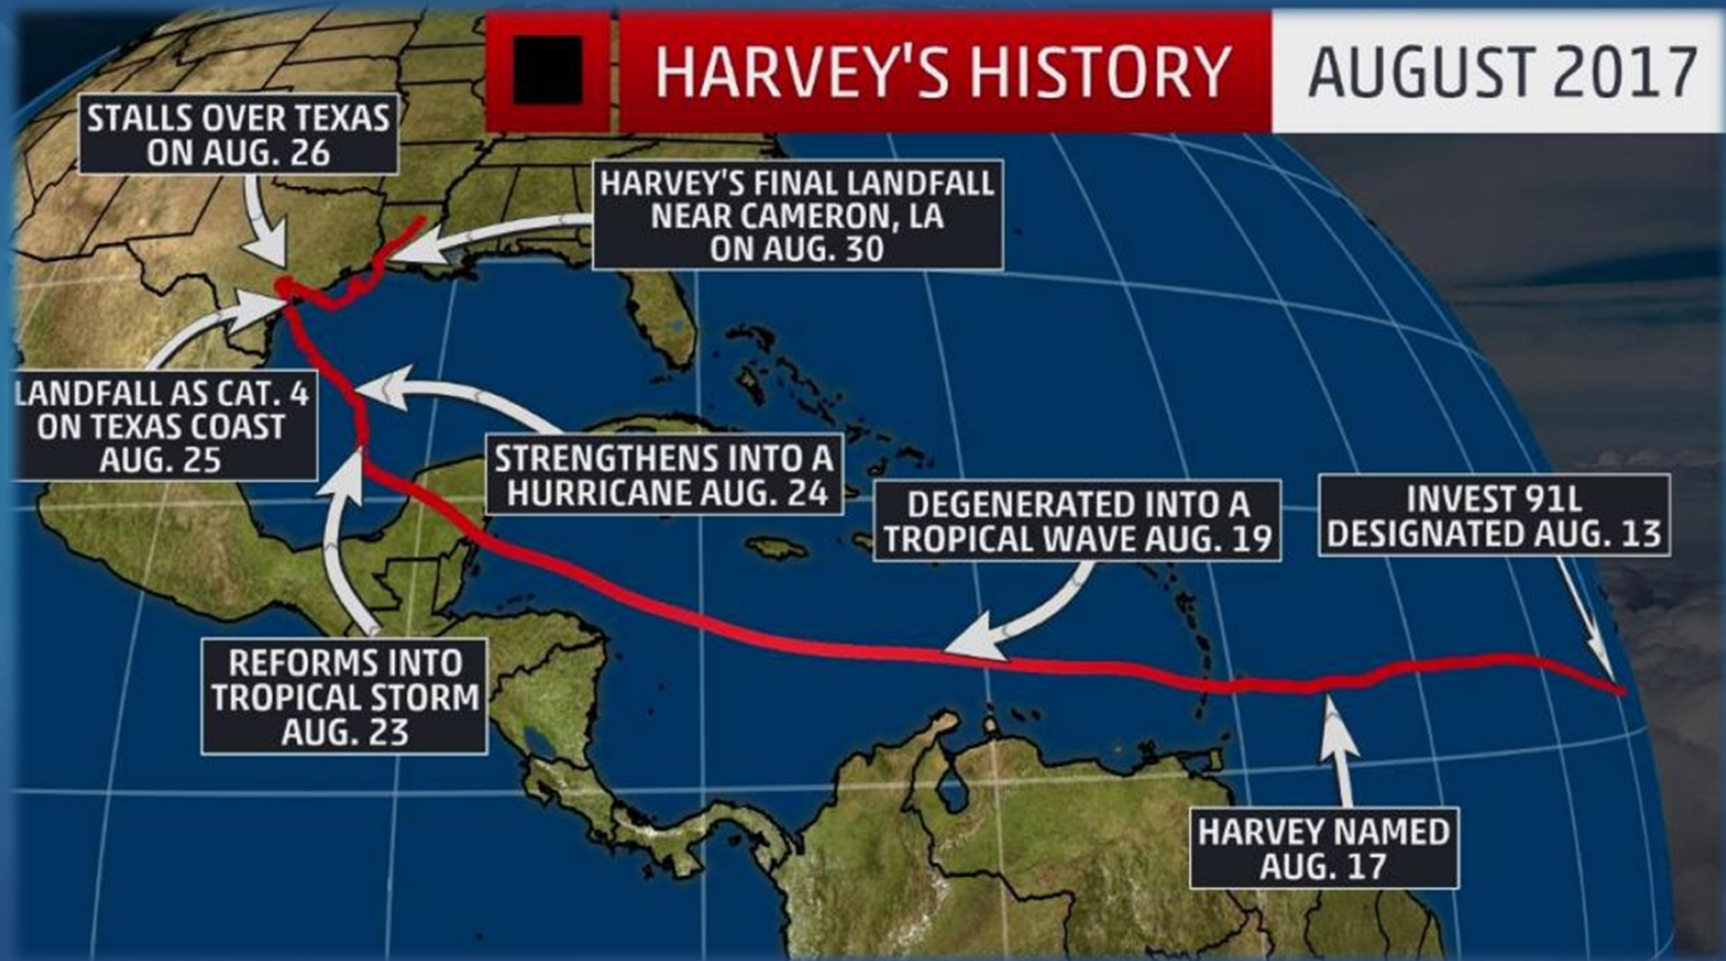 HARVEY'S HISTORY
AUGUST 2017
STALLS OVER TEXAS
ON AUG. 26
HARVEY'S FINAL LANDFALL
NEAR CAMERON, LA
ON AUG. 30
LANDFALL AS CAT. 4
ON TEXAS COAST
AUG. 25
STRENGTHENS INTO A
HURRICANE AUG. 24
DEGENERATED INTO A
TROPICAL WAVE AUG. 19
INVEST 91L
DESIGNATED AUG. 13
REFORMS INTO
TROPICAL STORM
AUG. 23
HARVEY NAMED
AUG. 17